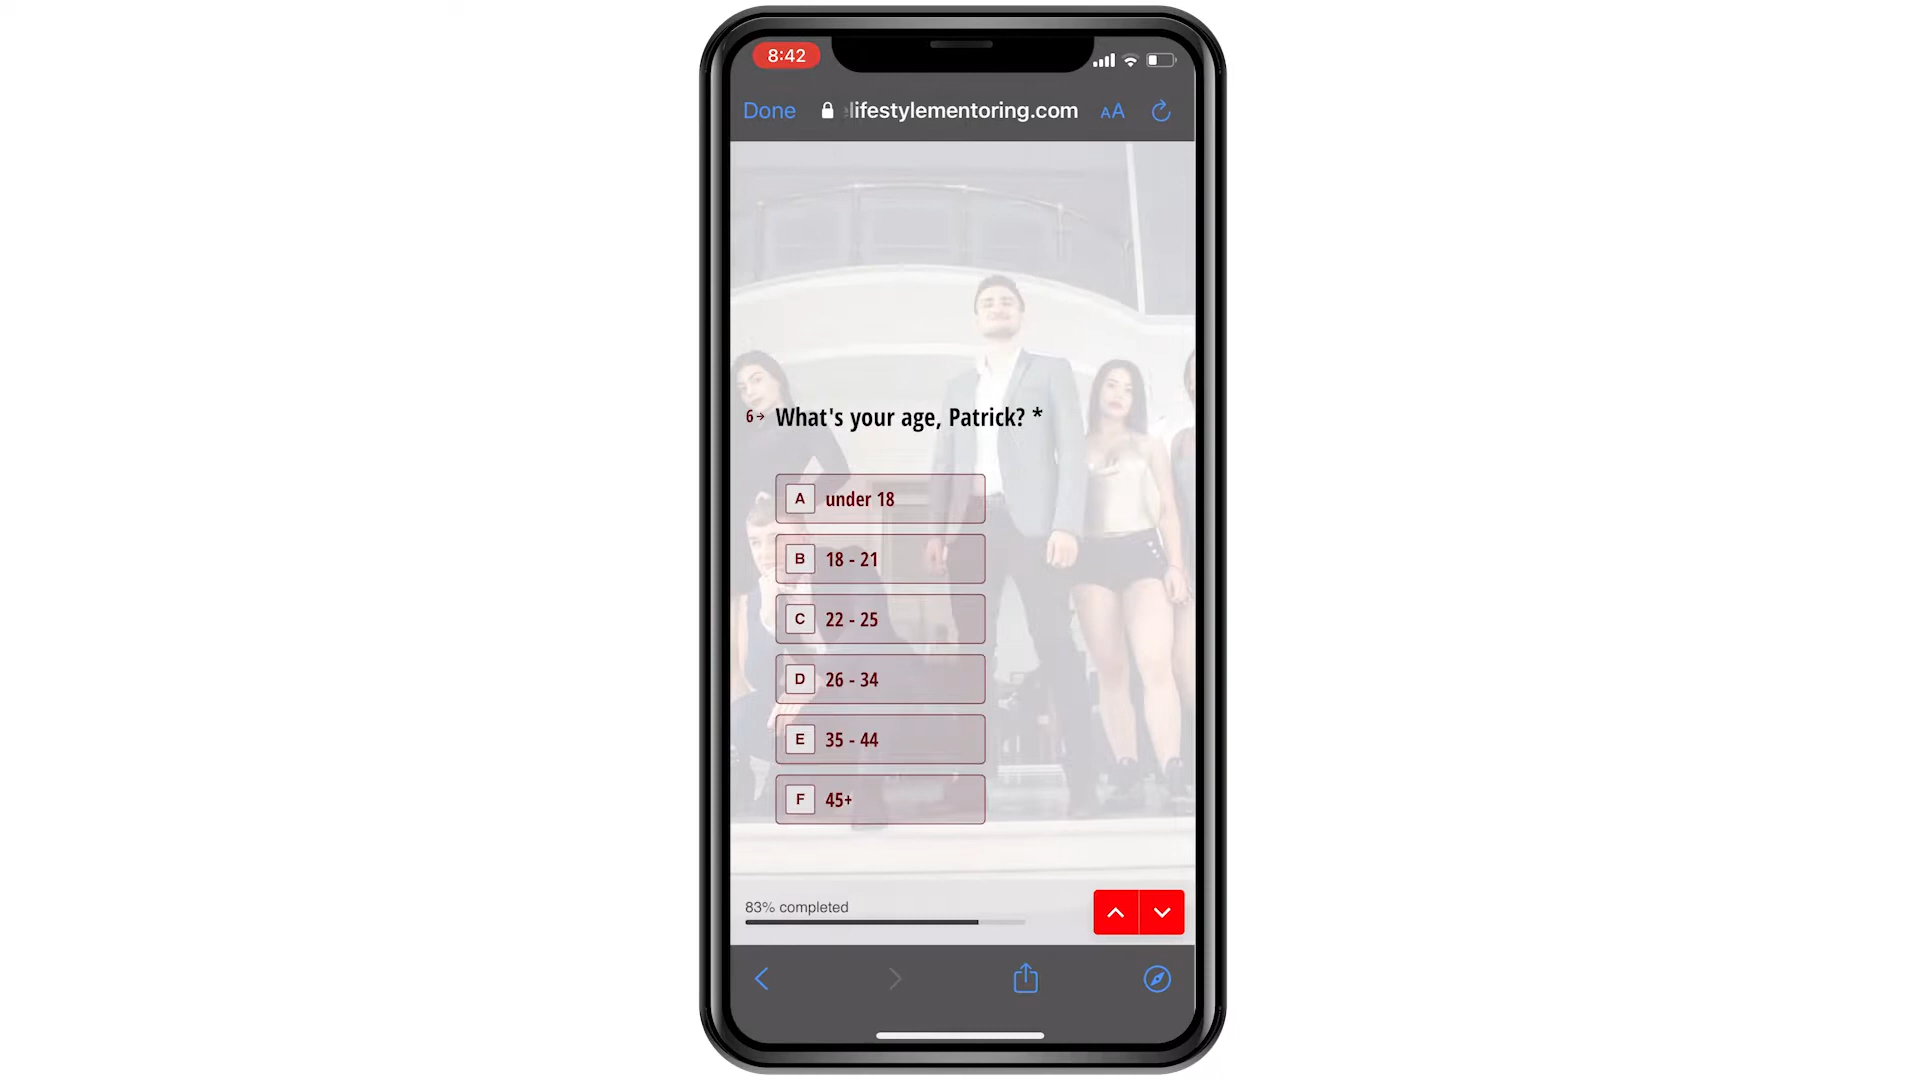 8:42
Done
lifestylementoring.com
AA
6 What's your age, Patrick? *
A under 18
B 18 - 21
C 22 - 25
D 26 - 34
E 35 - 44
F 45+
83% completed